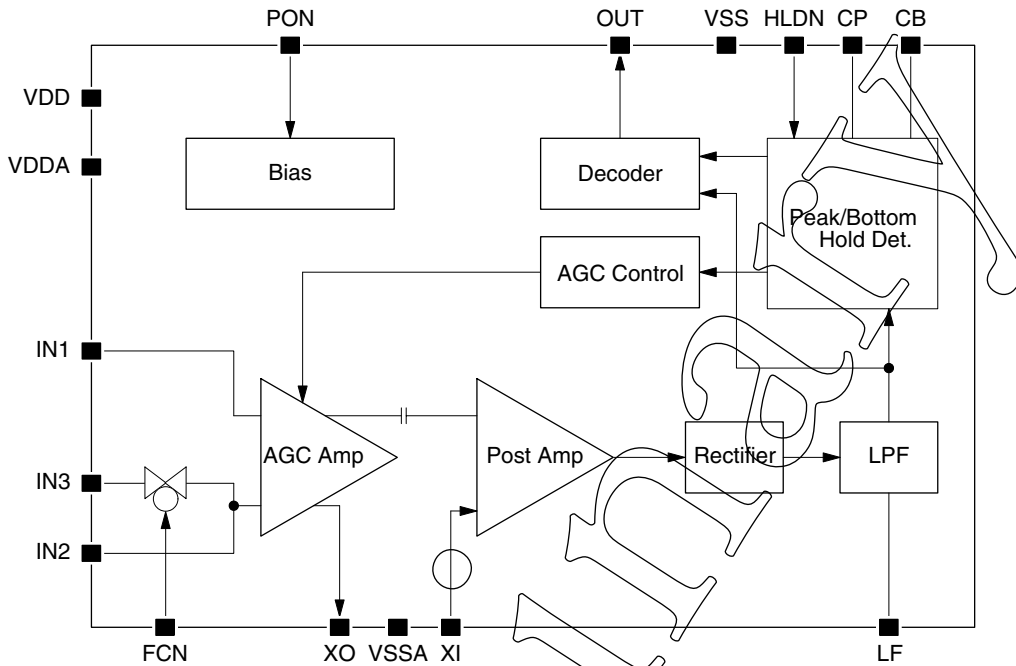 PON OUT VSS HLDN CP CB
VDD
VDDA
Bias
Decoder
Peak/Bottom
Hold Det.
AGC Control
IN1
AGC Amp
Post Amp
Rectifier
LPF
IN3
IN2
FCN XO VSSA XI LF